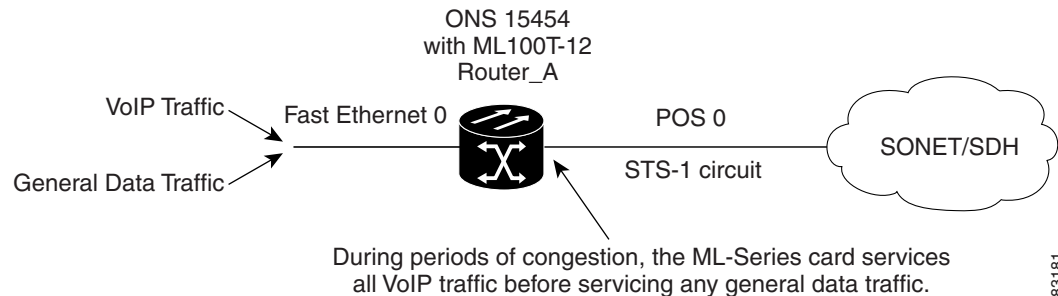 ONS 15454
with ML100T-12
Router_A
VoIP Traffic
Fast Ethernet 0
POS 0
SONET/SDH
General Data Traffic
STS-1 circuit
During periods of congestion, the ML-Series card services
all VoIP traffic before servicing any general data traffic.
83181